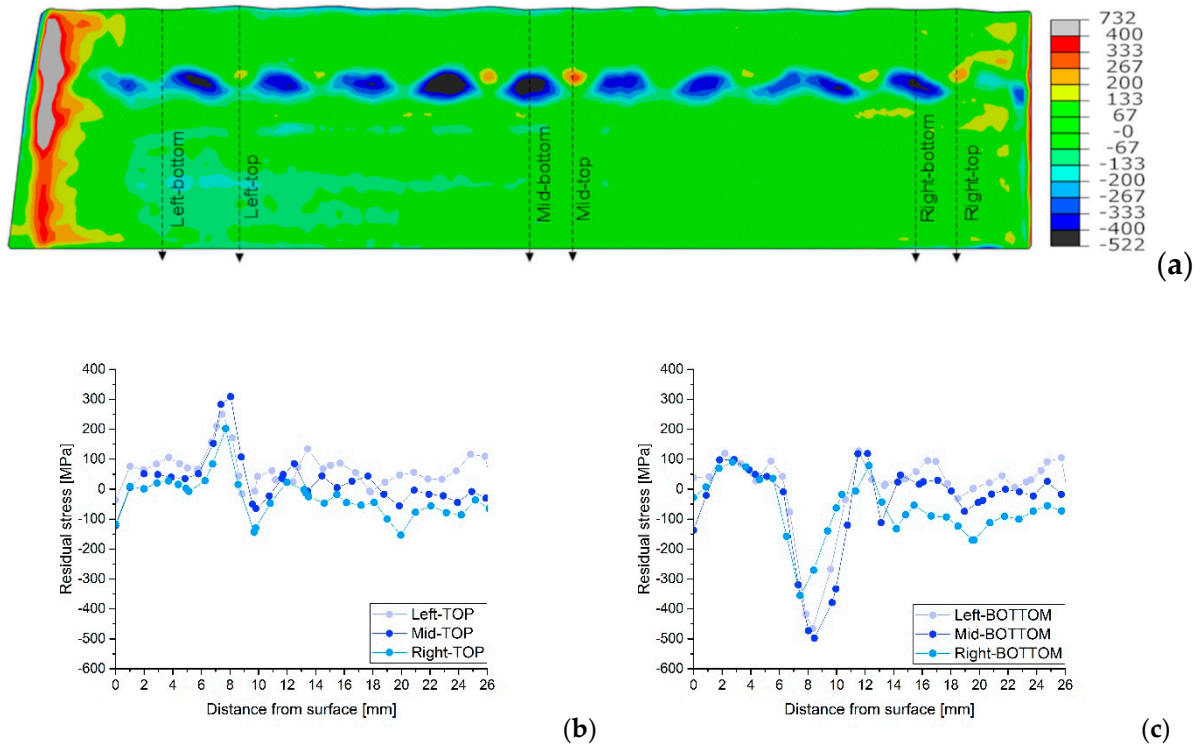 732
400
333
267
200
133
67
-0
-67
-133
-200
-267
-333
-400
-522
Left-bottom
Left-top
Mid-bottom
Mid-top
Right-bottom
Right-top
(a)
400
300
200
100
0
-100
-200
-300
-400
-500
-600
Residual stress [MPa]
Left-TOP
Mid-TOP
Right-TOP
0 2 4 6 8 10 12 14 16 18 20 22 24 26
Distance from surface [mm]
(b)
400
300
200
100
0
-100
-200
-300
-400
-500
-600
Residual stress [MPa]
Left-BOTTOM
Mid-BOTTOM
Right-BOTTOM
0 2 4 6 8 10 12 14 16 18 20 22 24 26
Distance from surface [mm]
(c)